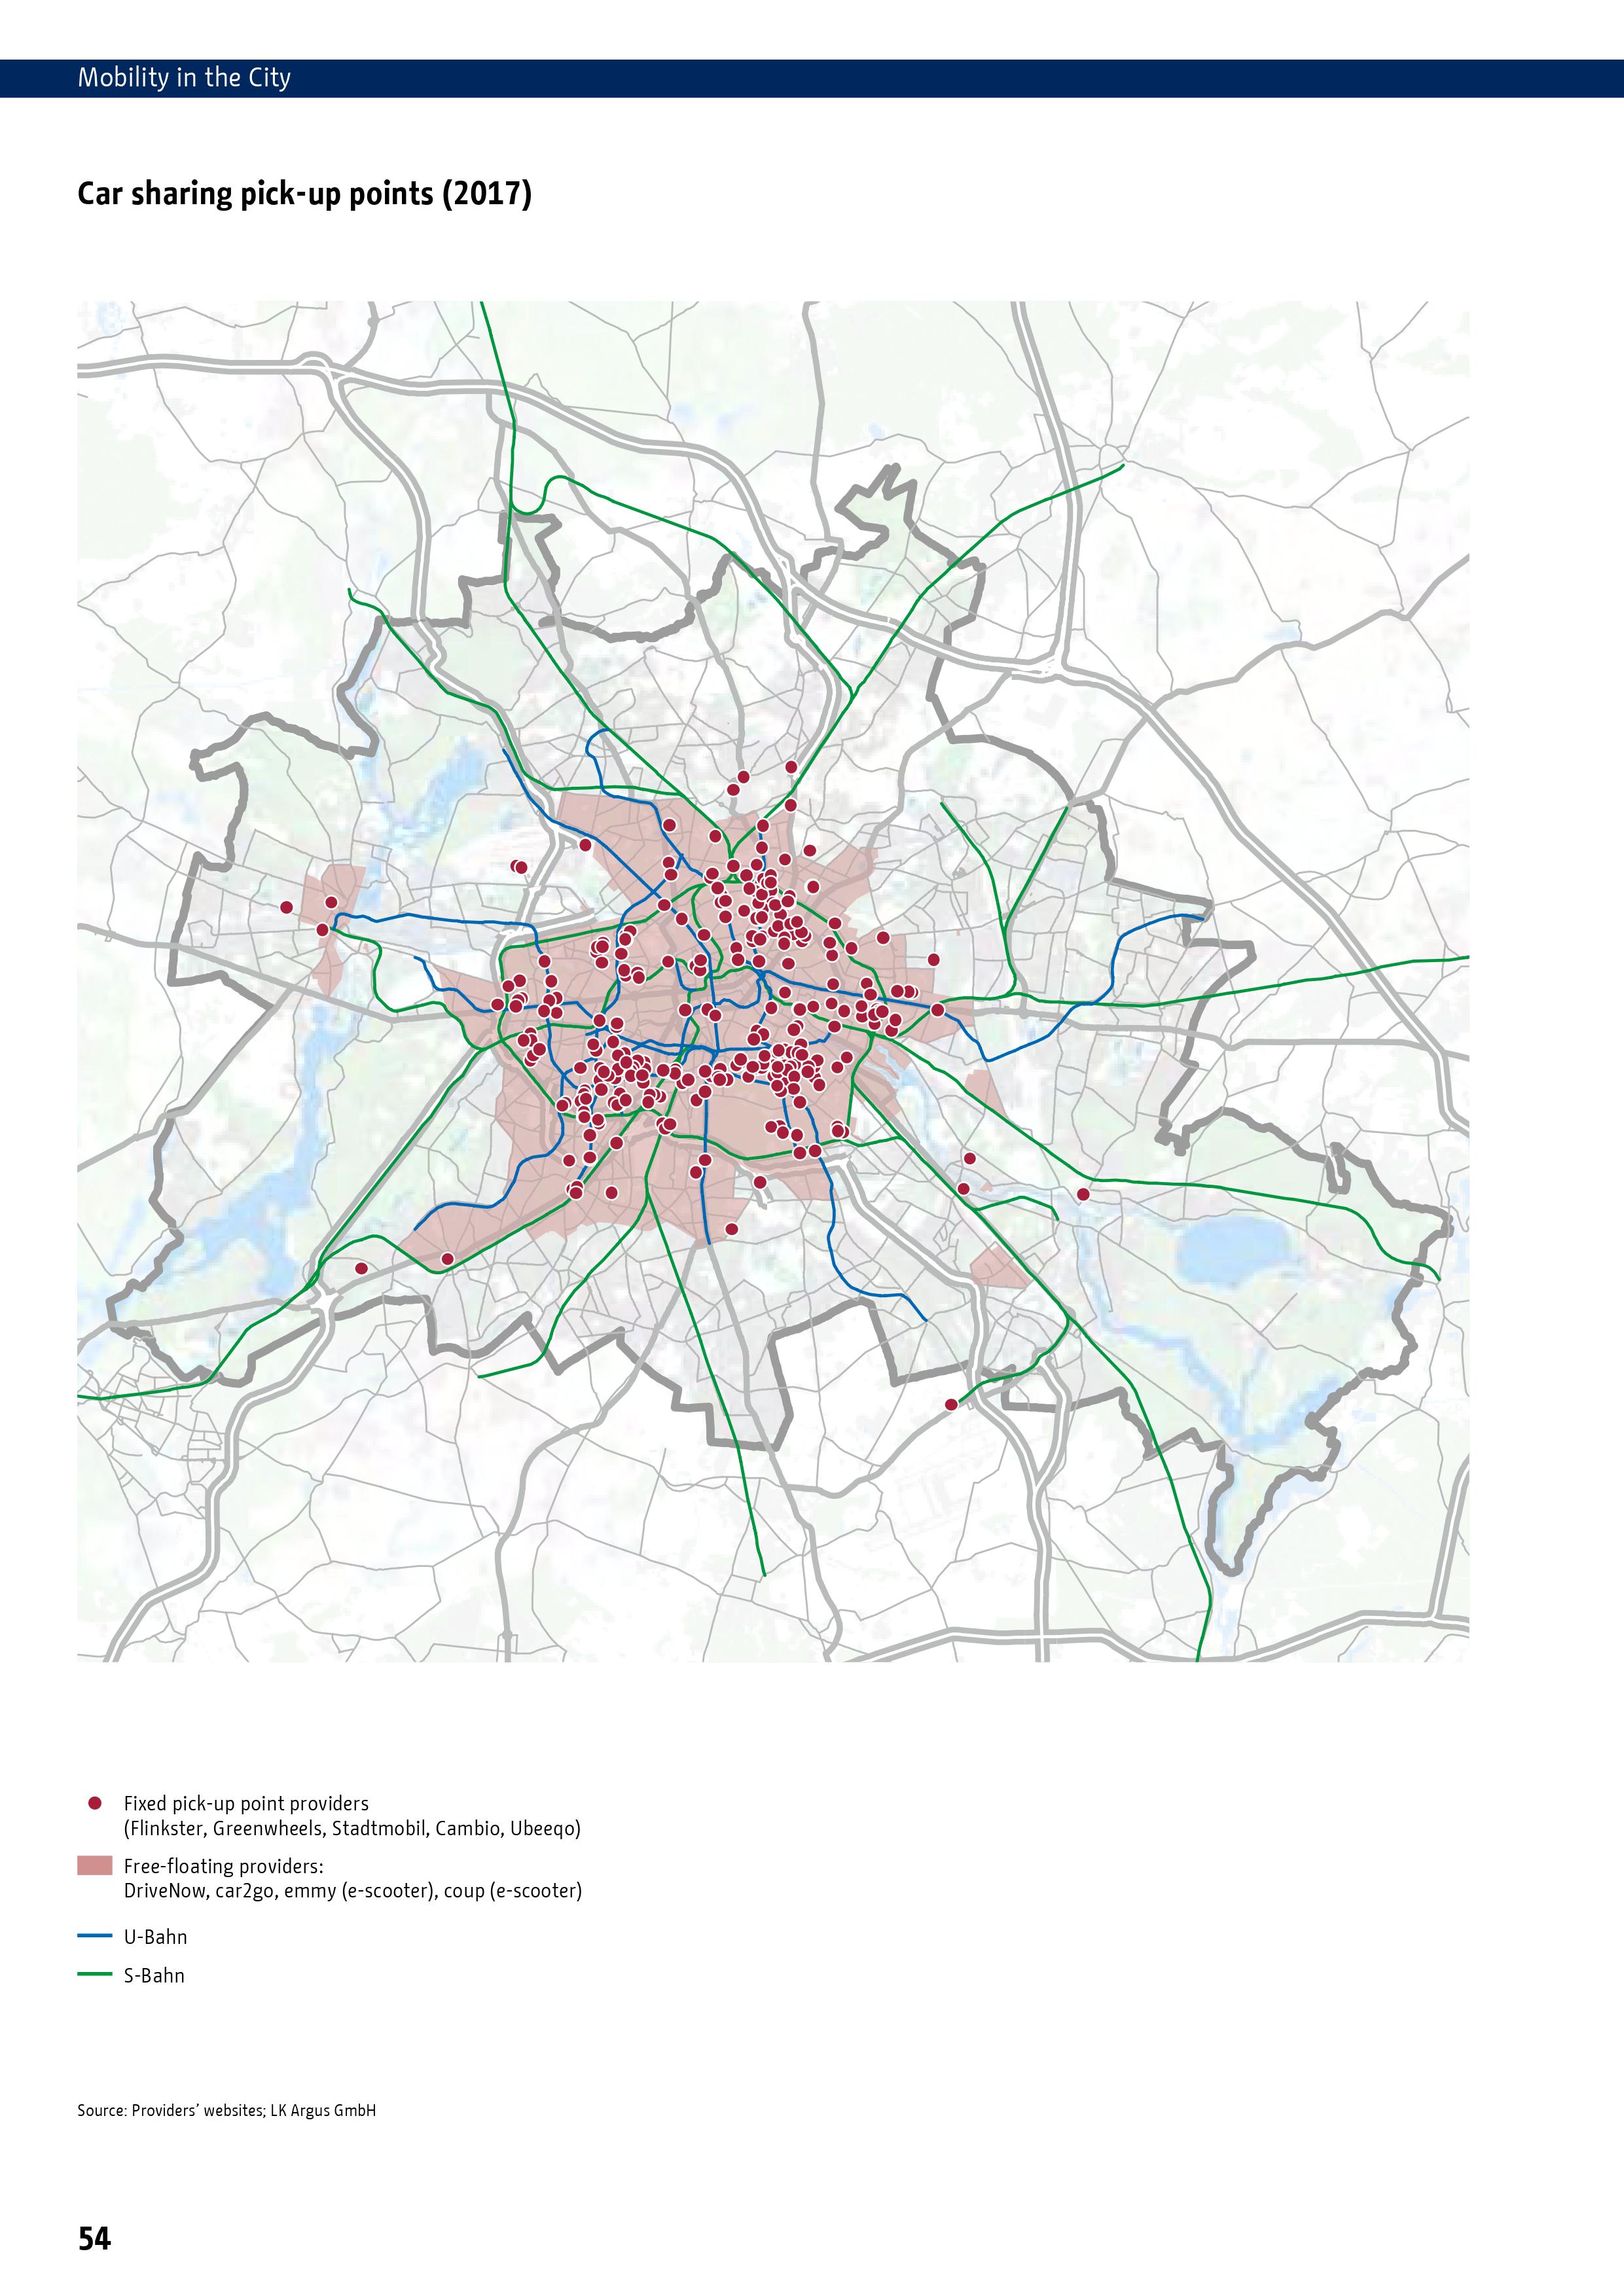 Mobility in the City
Car sharing pick-up points (2017)
Fixed pick-up point providers
(Flinkster, Greenwheels, Stadtmobil, Cambio, Ubeeqo)
Free-floating providers:
DriveNow, car2go, emmy (e-scooter), coup (e-scooter)
U-Bahn
S-Bahn
Source: Providers’ websites; LK Argus GmbH
54